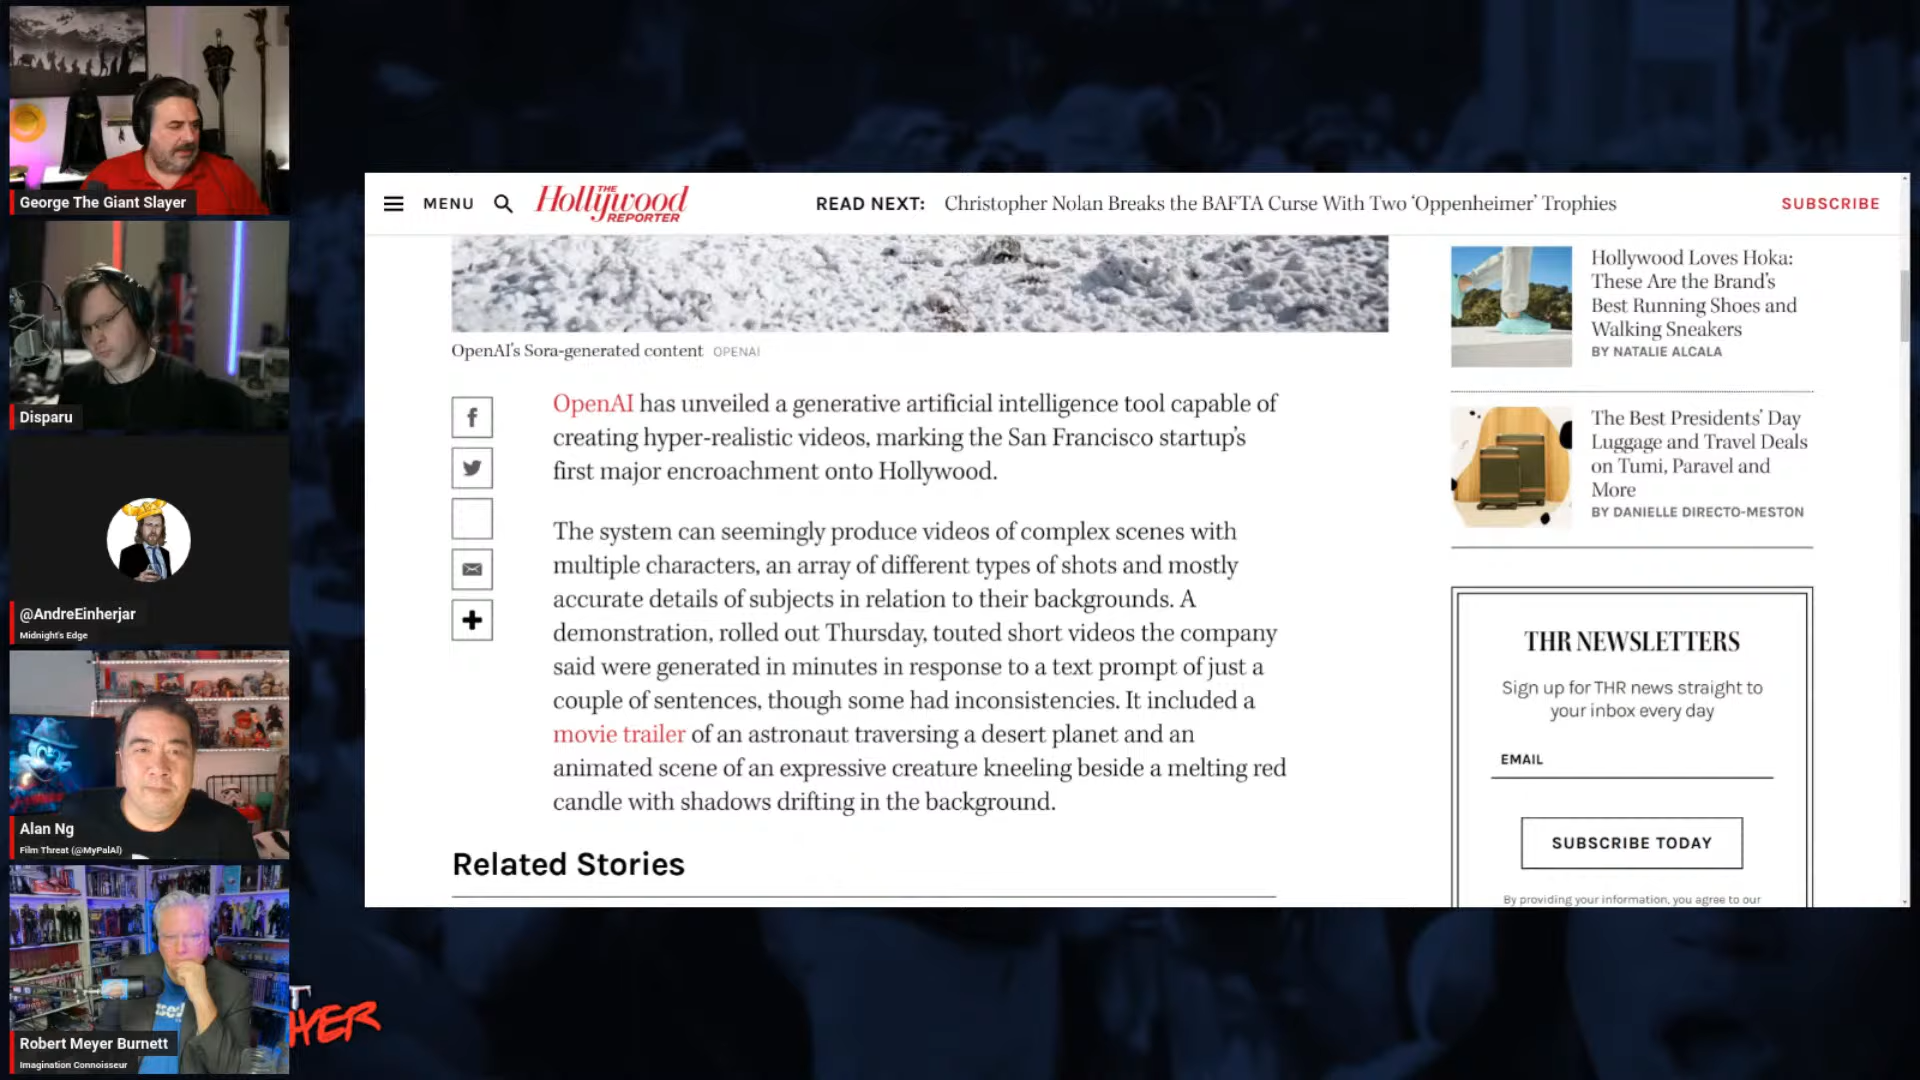 George The Giant Slayer
Disparu
@AndreEinherjar
Midnight's Edge
Alan Ng
Film Threat (@MyPalAl)
Robert Meyer Burnett
Imagination Connoisseur
MENU
THE
Hollywood
REPORTER
READ NEXT: Christopher Nolan Breaks the BAFTA Curse With Two ‘Oppenheimer’ Trophies
SUBSCRIBE
OpenAI's Sora-generated content OPENAI
OpenAI has unveiled a generative artificial intelligence tool capable of
creating hyper-realistic videos, marking the San Francisco startup’s
first major encroachment onto Hollywood.
The system can seemingly produce videos of complex scenes with
multiple characters, an array of different types of shots and mostly
accurate details of subjects in relation to their backgrounds. A
demonstration, rolled out Thursday, touted short videos the company
said were generated in minutes in response to a text prompt of just a
couple of sentences, though some had inconsistencies. It included a
movie trailer of an astronaut traversing a desert planet and an
animated scene of an expressive creature kneeling beside a melting red
candle with shadows drifting in the background.
Related Stories
Hollywood Loves Hoka:
These Are the Brand’s
Best Running Shoes and
Walking Sneakers
BY NATALIE ALCALA
The Best Presidents’ Day
Luggage and Travel Deals
on Tumi, Paravel and
More
BY DANIELLE DIRECTO-MESTON
THR NEWSLETTERS
Sign up for THR news straight to
your inbox every day
EMAIL
SUBSCRIBE TODAY
By providing your information, you agree to our